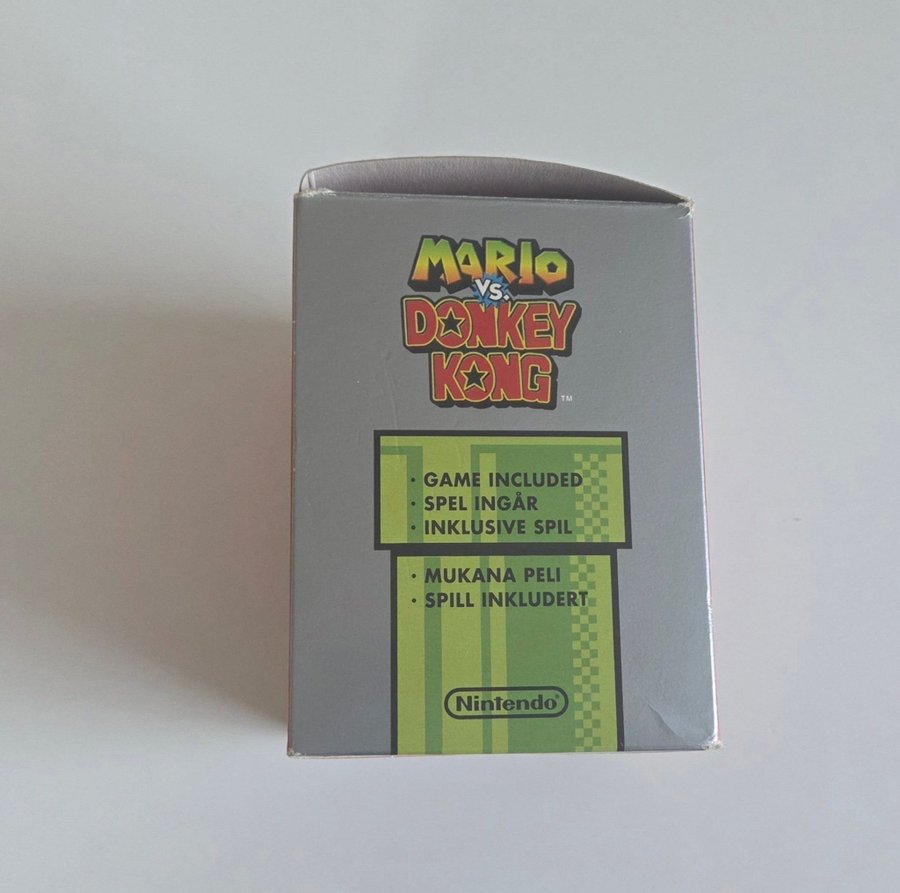 MARIO
VS.
DONKEY
KONG
TM
· GAME INCLUDED
· SPEL INGÅR
· INKLUSIVE SPIL
· MUKANA PELI
· SPILL INKLUDERT
Nintendo®